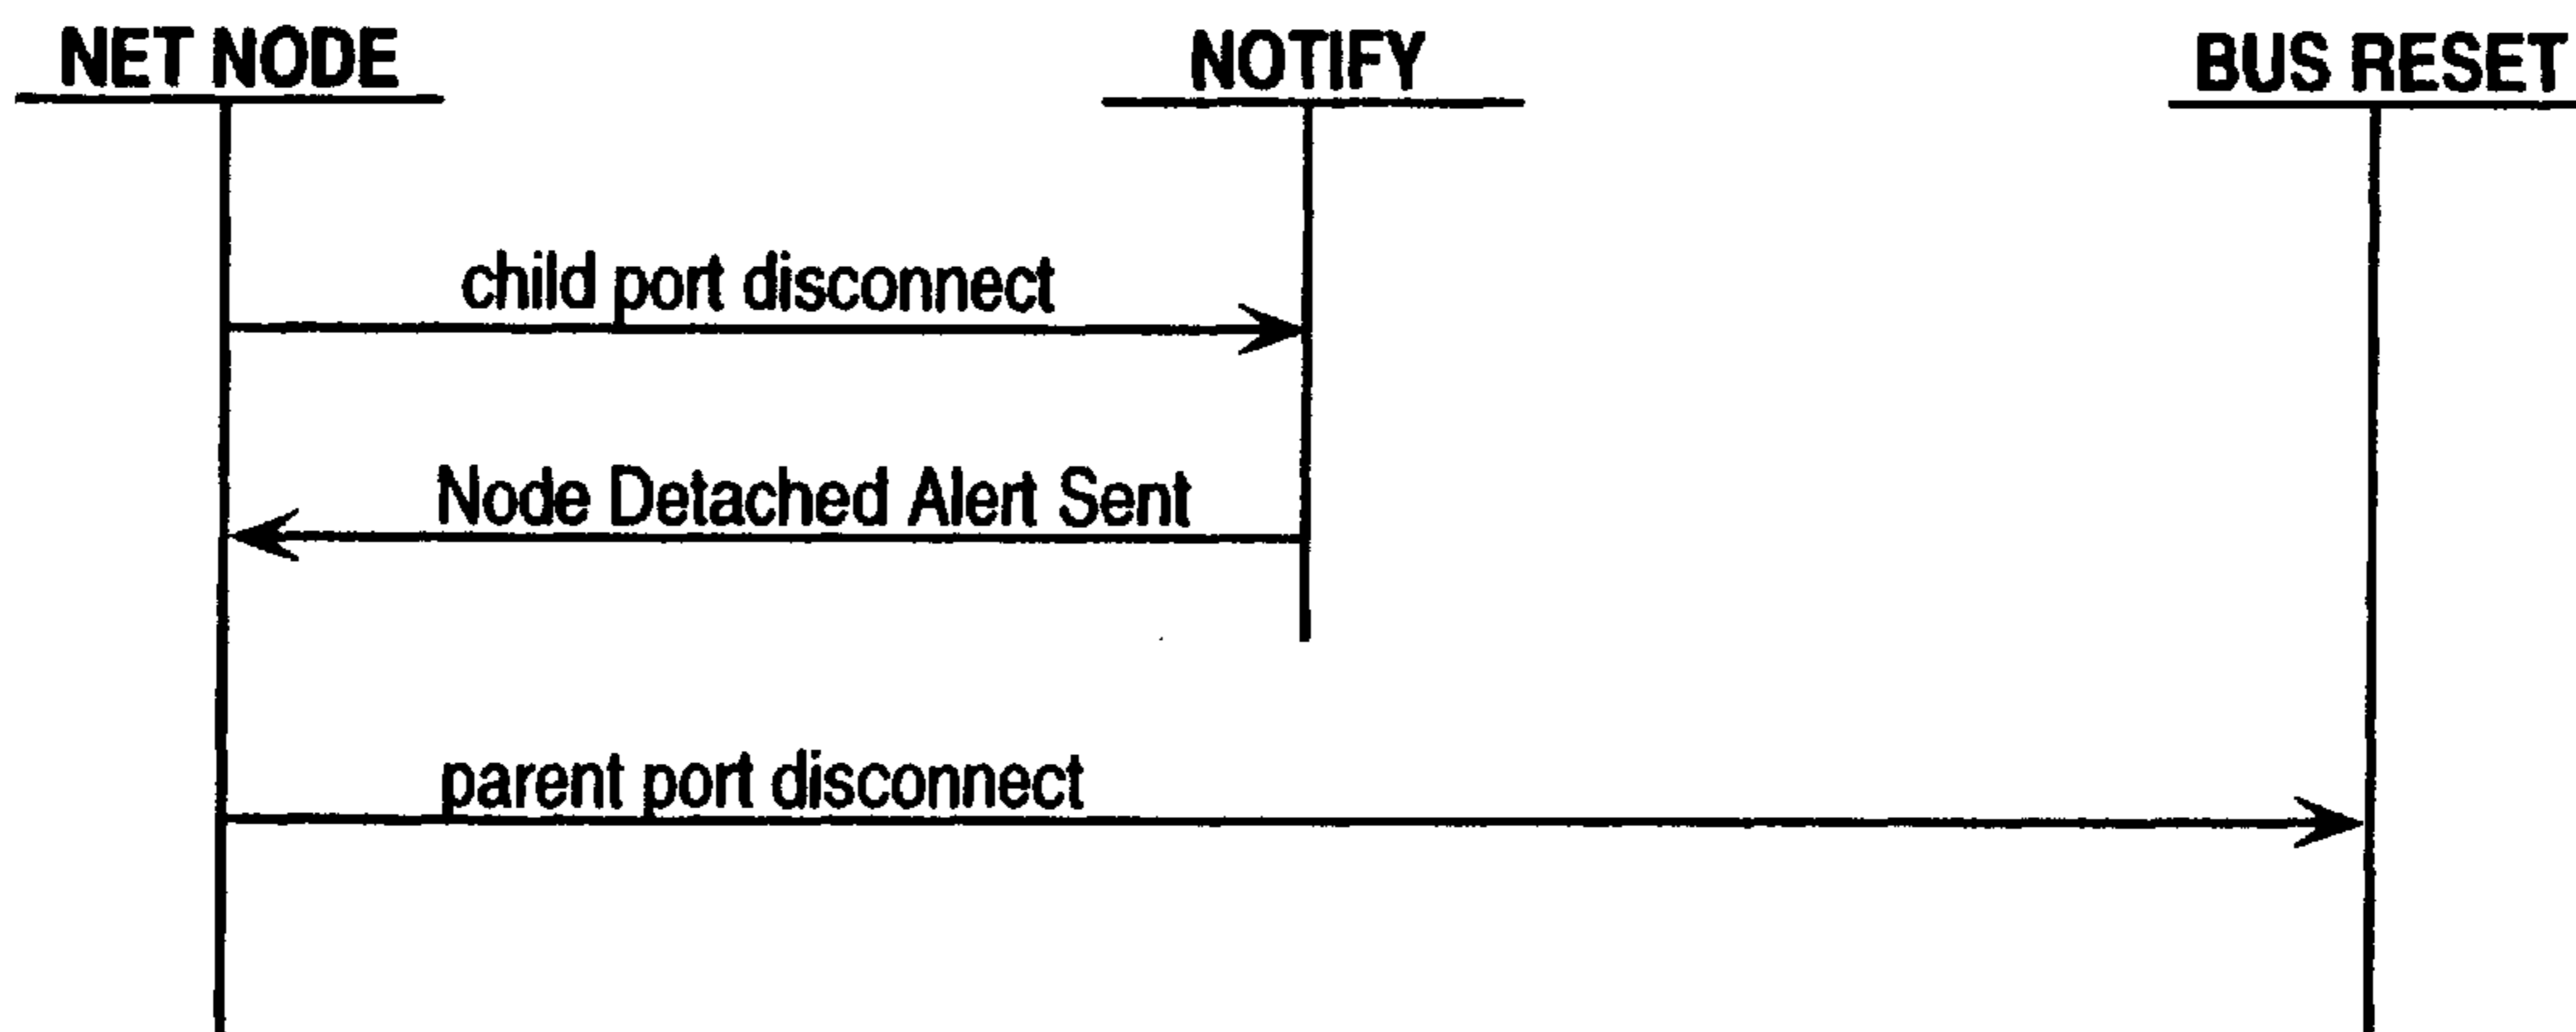 NET NODE
NOTIFY
BUS RESET
child port disconnect
Node Detached Alert Sent
parent port disconnect